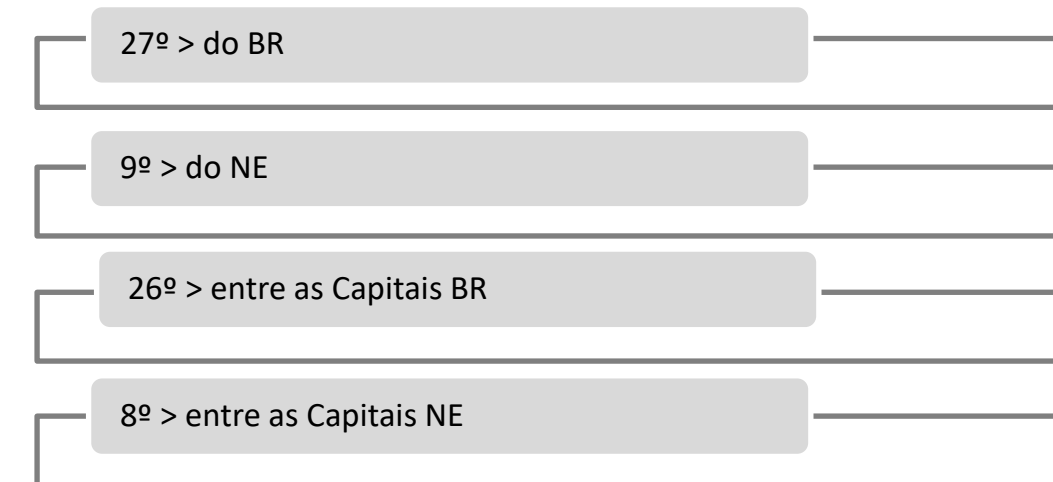 27º > do BR
9º > do NE
26º > entre as Capitais BR
8º > entre as Capitais NE